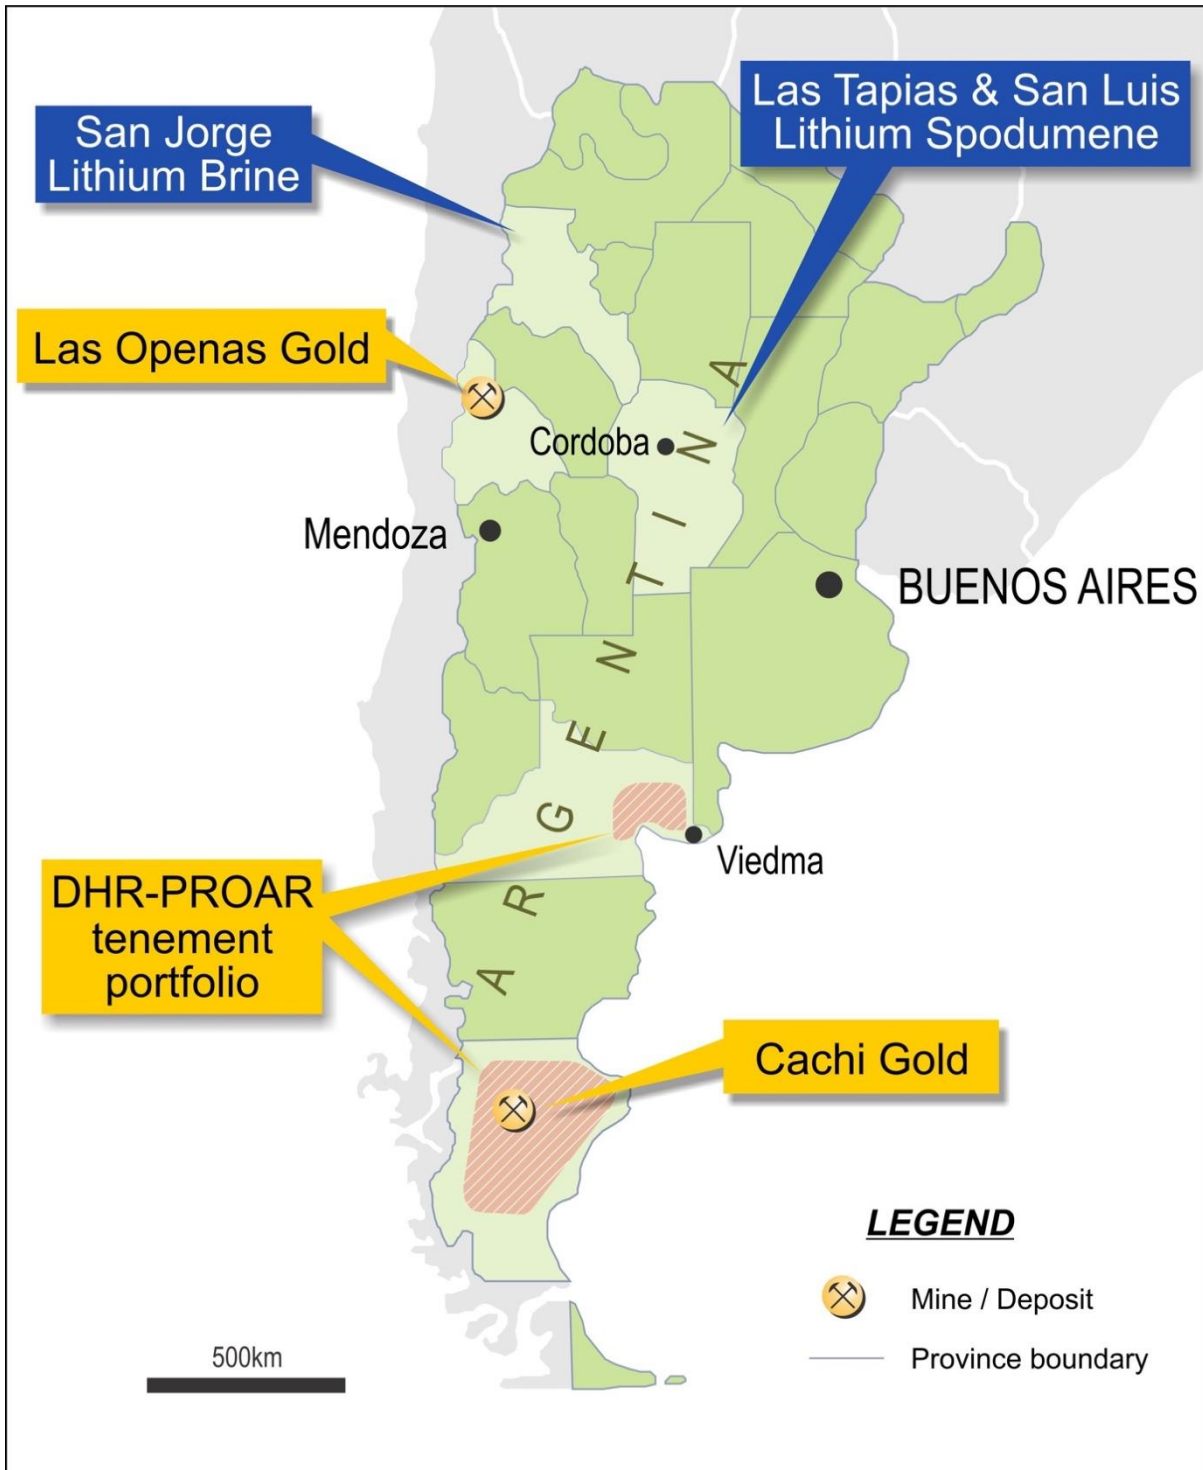 San Jorge
Lithium Brine
Las Tapias & San Luis
Lithium Spodumene
Las Openas Gold
Cordoba
Mendoza
BUENOS AIRES
ARGENTINA
Viedma
DHR-PROAR
tenement
portfolio
Cachi Gold
LEGEND
Mine / Deposit
Province boundary
500km